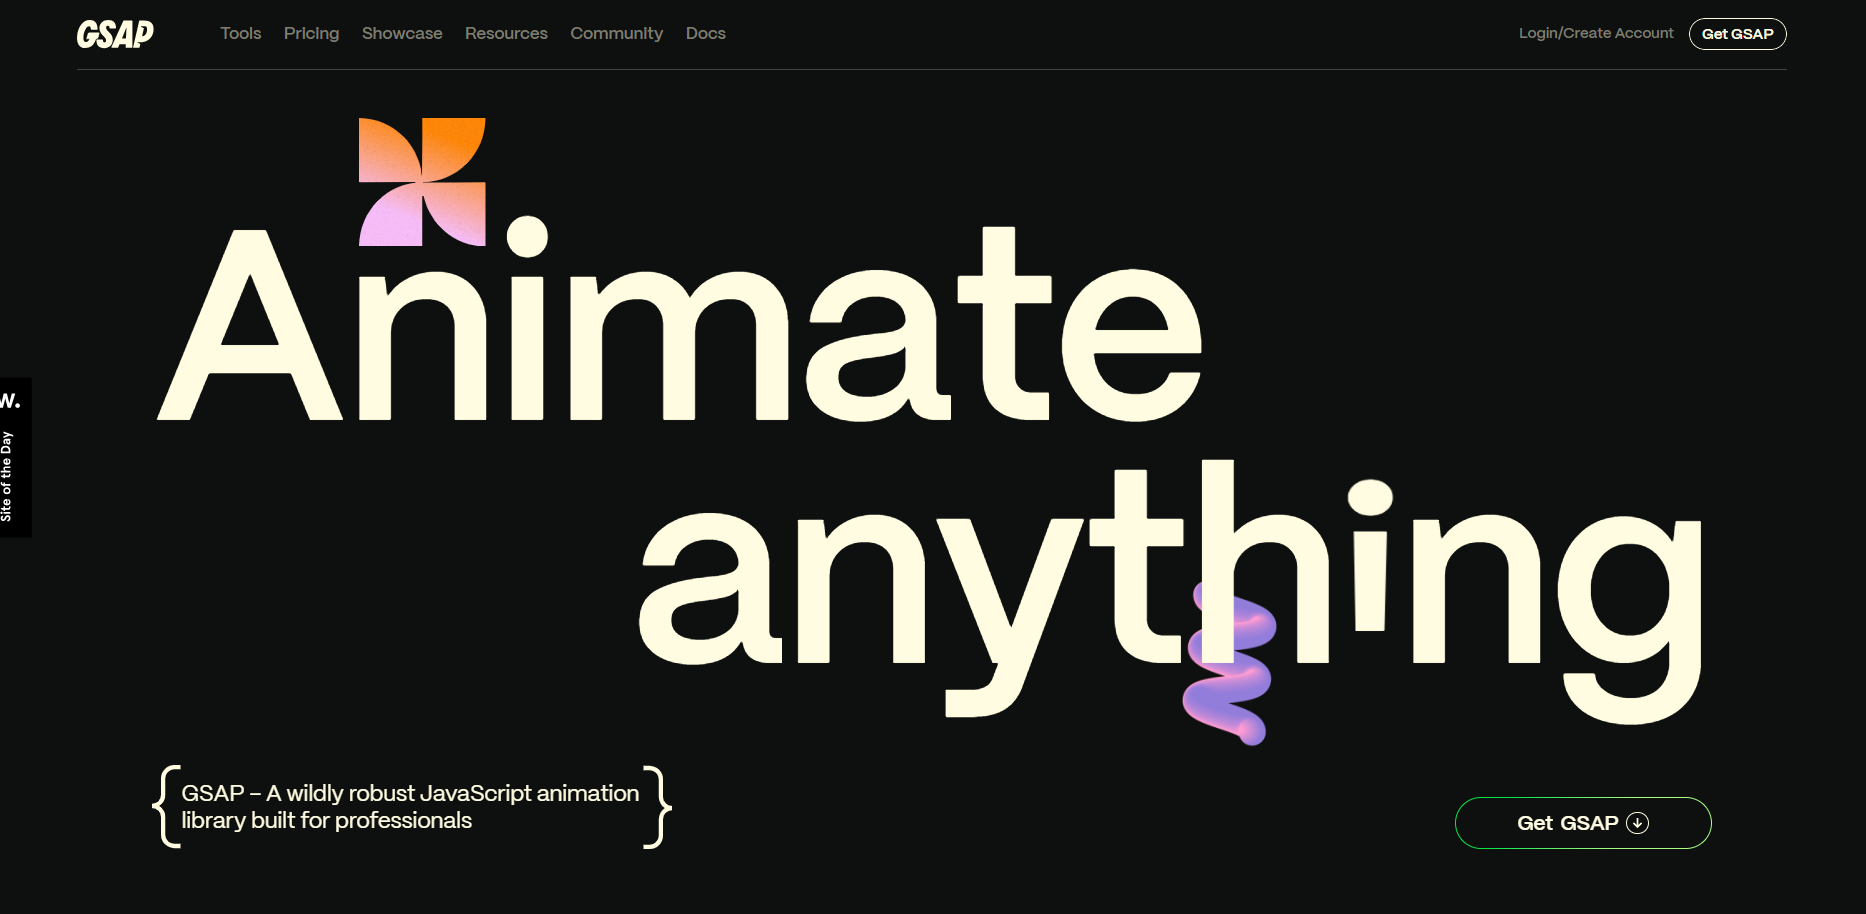 GSAP
Tools Pricing Showcase Resources Community Docs
Login/Create Account
Get GSAP
Animate
anything
W.
Site of the Day
{ GSAP – A wildly robust JavaScript animation
library built for professionals }
Get GSAP